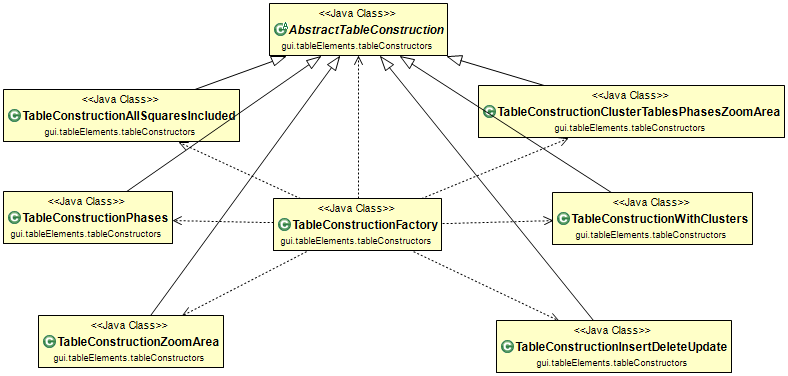 <<Java Class>>
AbstractTableConstruction
gui.tableElements.tableConstructors
<<Java Class>>
TableConstructionAllSquaresIncluded
gui.tableElements.tableConstructors
<<Java Class>>
TableConstructionClusterTablesPhasesZoomArea
gui.tableElements.tableConstructors
<<Java Class>>
TableConstructionPhases
gui.tableElements.tableConstructors
<<Java Class>>
TableConstructionFactory
gui.tableElements.tableConstructors
<<Java Class>>
TableConstructionWithClusters
gui.tableElements.tableConstructors
<<Java Class>>
TableConstructionZoomArea
gui.tableElements.tableConstructors
<<Java Class>>
TableConstructionInsertDeleteUpdate
gui.tableElements.tableConstructors